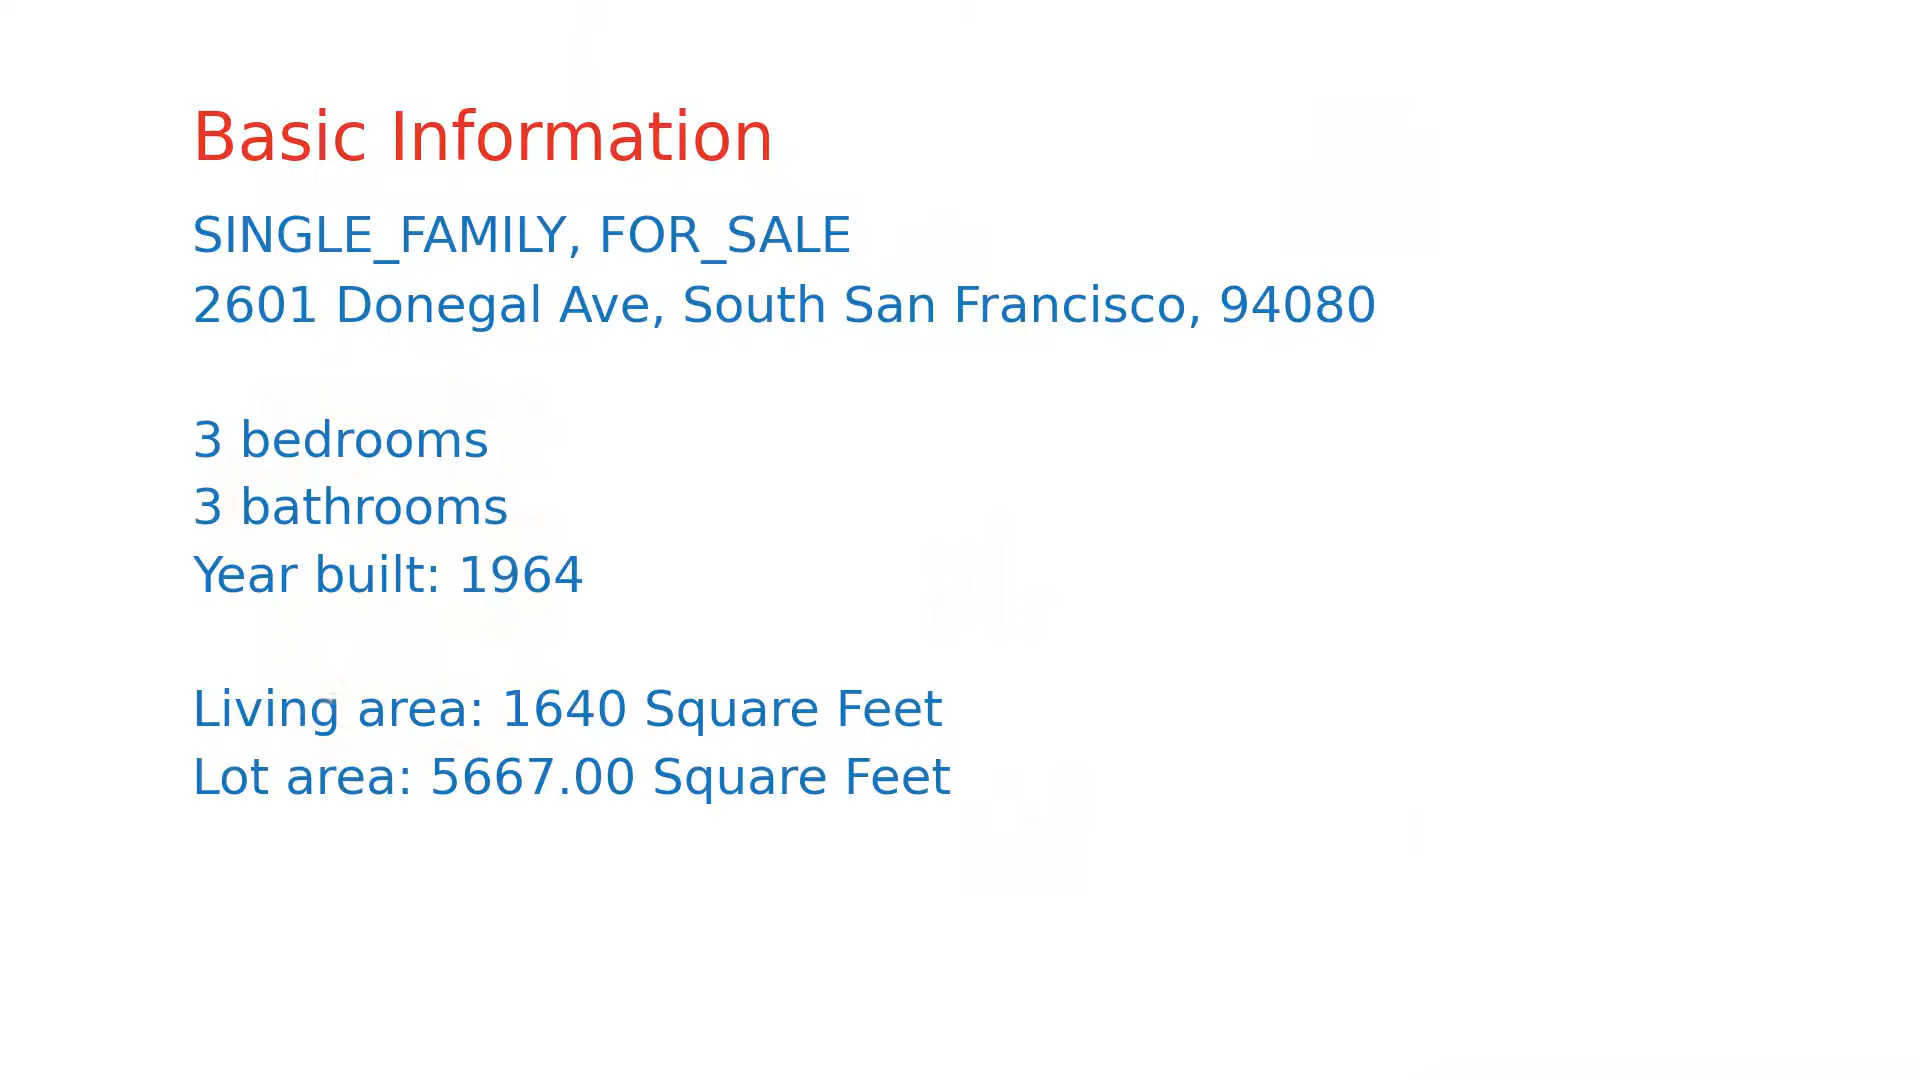 Basic Information
SINGLE_FAMILY, FOR_SALE
2601 Donegal Ave, South San Francisco, 94080
3 bedrooms
3 bathrooms
Year built: 1964
Living area: 1640 Square Feet
Lot area: 5667.00 Square Feet